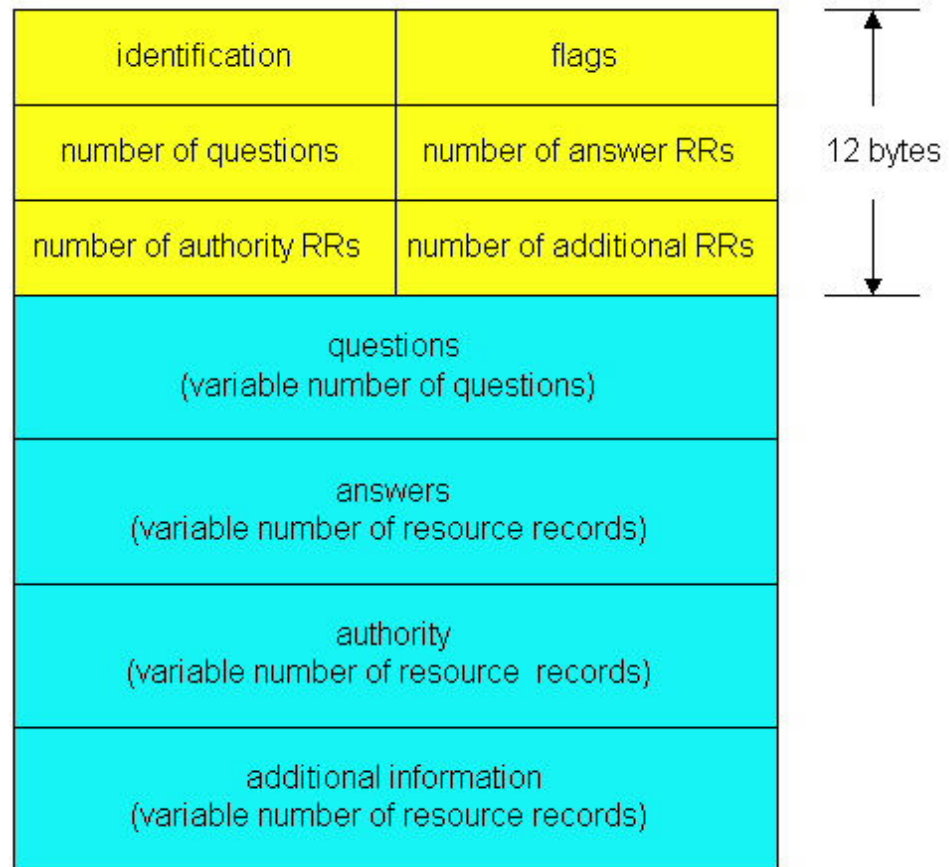 identification
flags
number of questions
number of answer RRs
12 bytes
number of authority RRs
number of additional RRs
questions
(variable number of questions)
answers
(variable number of resource records)
authority
(variable number of resource records)
additional information
(variable number of resource records)